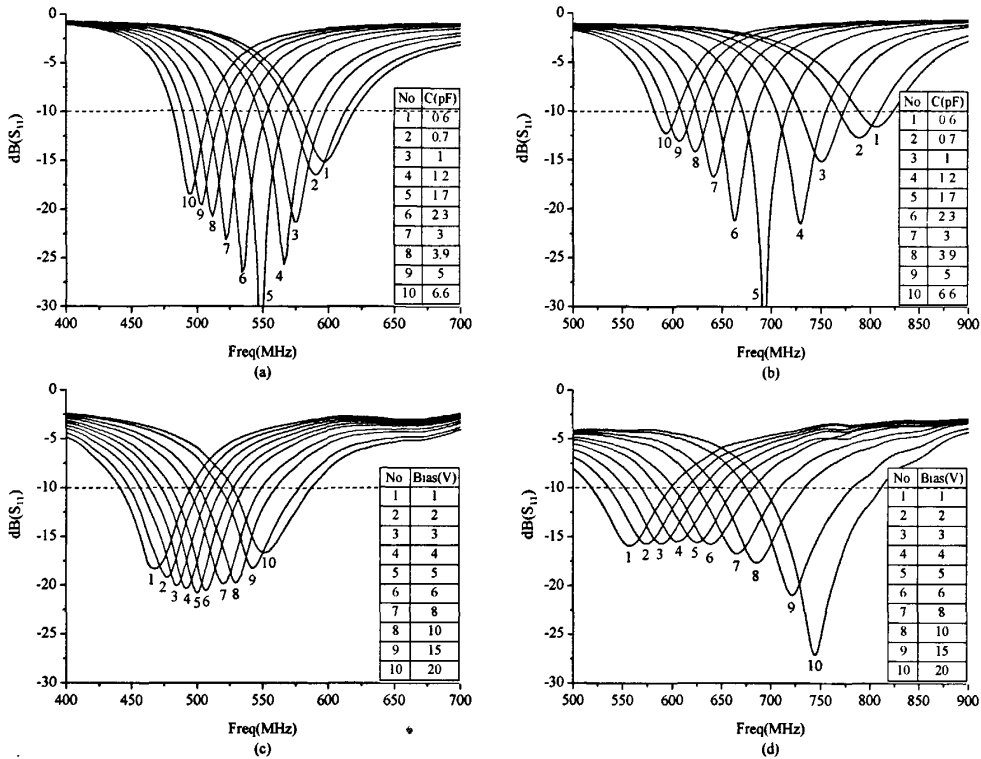 0
-5
-10
-15
-20
-25
-30
dB(S11)
400 450 500 550 600 650 700
Freq(MHz)
(a)
10 9 8 7 6 5 4 3 2 1
No C(pF)
1 0 6
2 0.7
3 1
4 1 2
5 1 7
6 2 3
7 3
8 3.9
9 5
10 6.6
0
-5
-10
-15
-20
-25
-30
dB(S11)
500 550 600 650 700 750 800 850 900
Freq(MHz)
(b)
10 9 8 7 6 5 4 3 2 1
No C(pF)
1 0 6
2 0 7
3 1
4 1 2
5 1 7
6 2 3
7 3
8 3 9
9 5
10 6 6
0
-5
-10
-15
-20
-25
-30
dB(S11)
400 450 500 550 600 650 700
Freq(MHz)
(c)
1 2 3 4 5 6 7 8 9 10
No Bias(V)
1 1
2 2
3 3
4 4
5 5
6 6
7 8
8 10
9 15
10 20
0
-5
-10
-15
-20
-25
-30
dB(S11)
500 550 600 650 700 750 800 850 900
Freq(MHz)
(d)
1 2 3 4 5 6 7 8 9 10
No Bias(V)
1 1
2 2
3 3
4 4
5 5
6 6
7 8
8 10
9 15
10 20